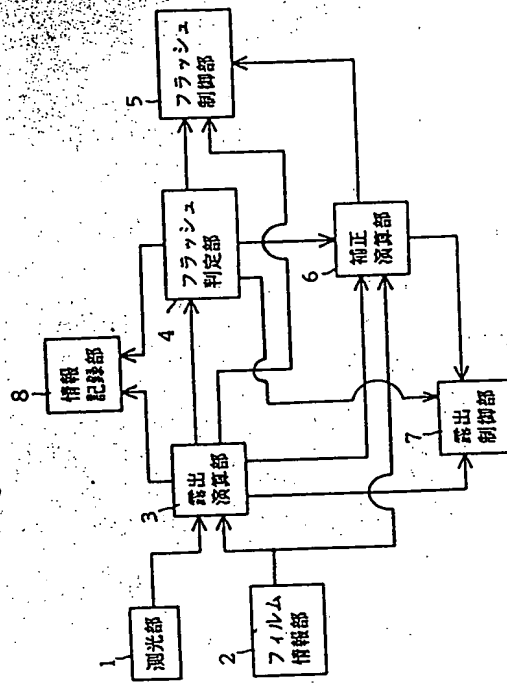 1
測光部
2
フィルム
情報部
3
露出
演算部
4
フラッシュ
判定部
5
フラッシュ
制御部
6
補正
演算部
7
露出
制御部
8
情報
記録部